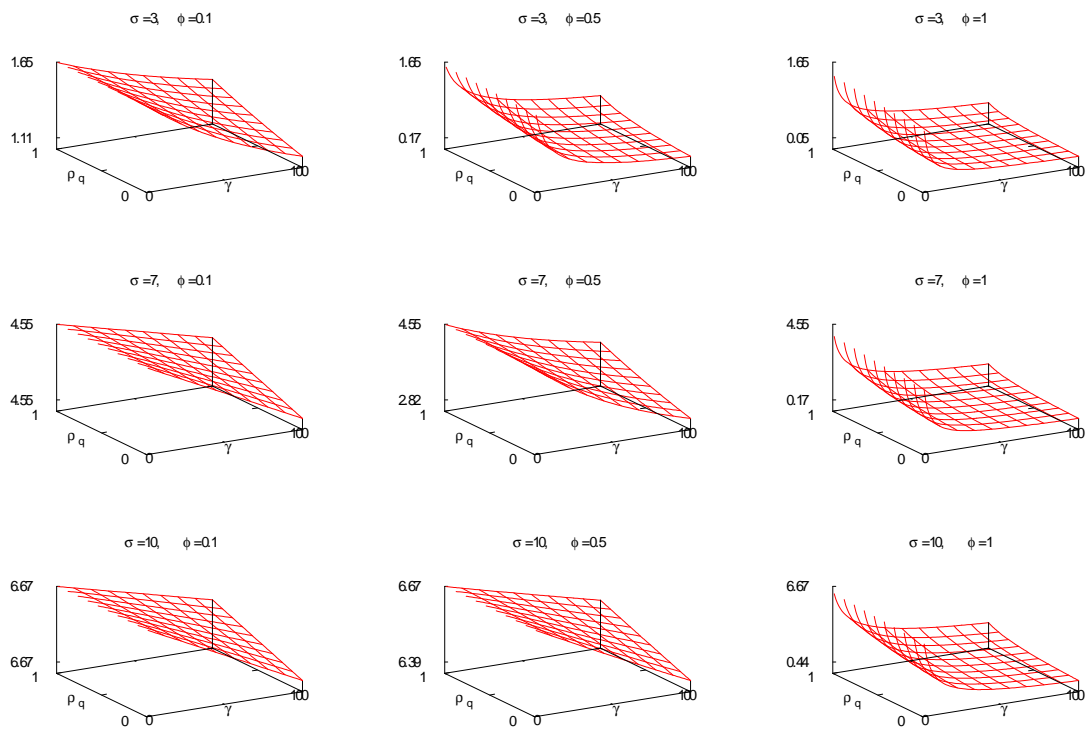 σ=3, ϕ=0.1
σ=3, ϕ=0.5
σ=3, ϕ=1
1.65
1.11
1
ρ q
0
0
γ
100
1.65
0.17
1
ρ q
0
0
γ
100
1.65
0.05
1
ρ q
0
0
γ
100
σ=7, ϕ=0.1
σ=7, ϕ=0.5
σ=7, ϕ=1
4.55
4.55
1
ρ q
0
0
γ
100
4.55
2.82
1
ρ q
0
0
γ
100
4.55
0.17
1
ρ q
0
0
γ
100
σ=10, ϕ=0.1
σ=10, ϕ=0.5
σ=10, ϕ=1
6.67
6.67
1
ρ q
0
0
γ
100
6.67
6.39
1
ρ q
0
0
γ
100
6.67
0.44
1
ρ q
0
0
γ
100